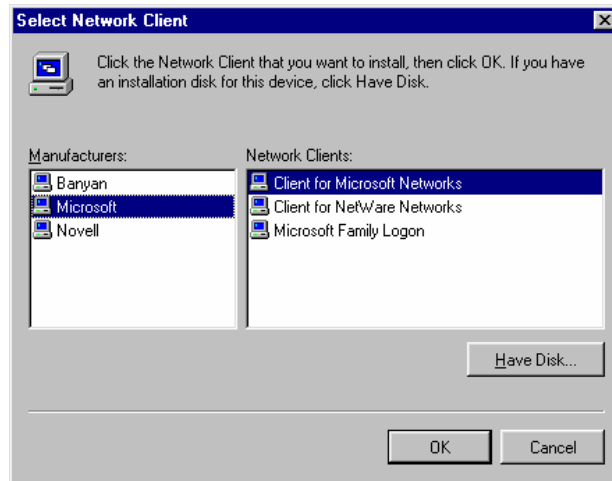 Select Network Client
Click the Network Client that you want to install, then click OK. If you have
an installation disk for this device, click Have Disk.
Manufacturers:
Banyan
Microsoft
Novell
Network Clients:
Client for Microsoft Networks
Client for NetWare Networks
Microsoft Family Logon
Have Disk...
OK
Cancel